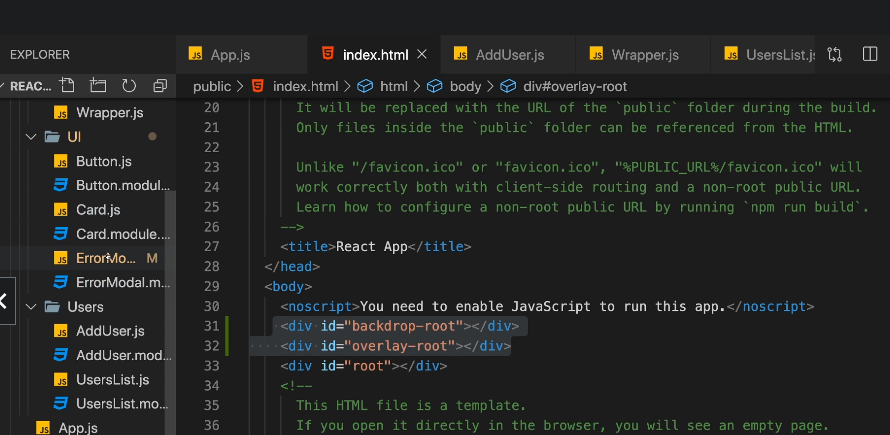 EXPLORER
JS App.js
index.html
JS AddUser.js
JS Wrapper.js
JS UsersList.js
REAC...
public > index.html > html > body > div#overlay-root
JS Wrapper.js
UI
JS Button.js
Button.modul...
JS Card.js
Card.module....
JS ErrorMo... M
ErrorModal.m...
Users
JS AddUser.js
AddUser.mod...
JS UsersList.js
UsersList.mo...
JS App.js
20 It will be replaced with the URL of the `public` folder during the build.
21 Only files inside the `public` folder can be referenced from the HTML.
22
23 Unlike "/favicon.ico" or "favicon.ico", "%PUBLIC_URL%/favicon.ico" will
24 work correctly both with client-side routing and a non-root public URL.
25 Learn how to configure a non-root public URL by running `npm run build`.
26 -->
27 <title>React App</title>
28 </head>
29 <body>
30 <noscript>You need to enable JavaScript to run this app.</noscript>
31 <div id="backdrop-root"></div>
32 <div id="overlay-root"></div>
33 <div id="root"></div>
34 <!--
35 This HTML file is a template.
36 If you open it directly in the browser, you will see an empty page.